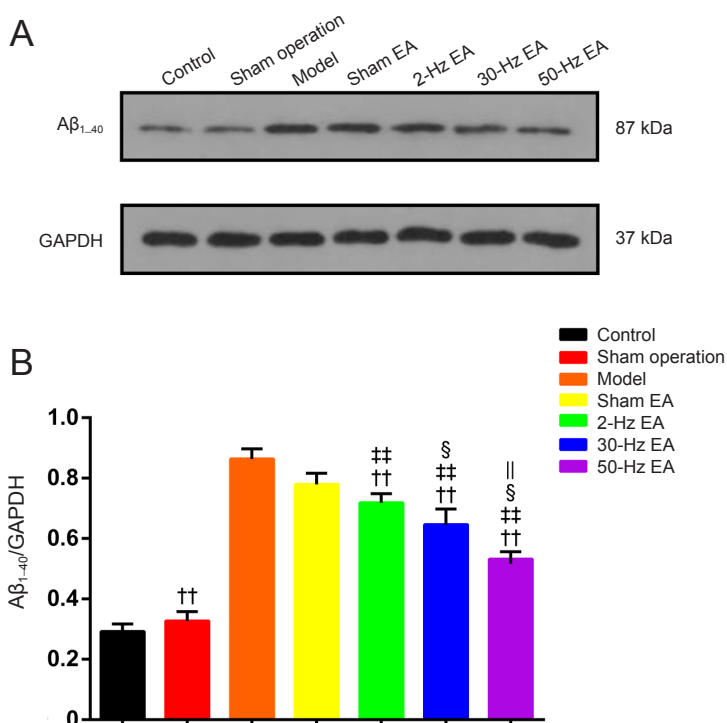 A
Control
Sham operation
Model
Sham EA
2-Hz EA
30-Hz EA
50-Hz EA
Aβ₁₋₄₀
87 kDa
GAPDH
37 kDa
B
Control
Sham operation
Model
Sham EA
2-Hz EA
30-Hz EA
50-Hz EA
Aβ₁₋₄₀/GAPDH
1.0
0.8
0.6
0.4
0.2
0
††
‡‡
††
§
‡‡
††
||
§
‡‡
††